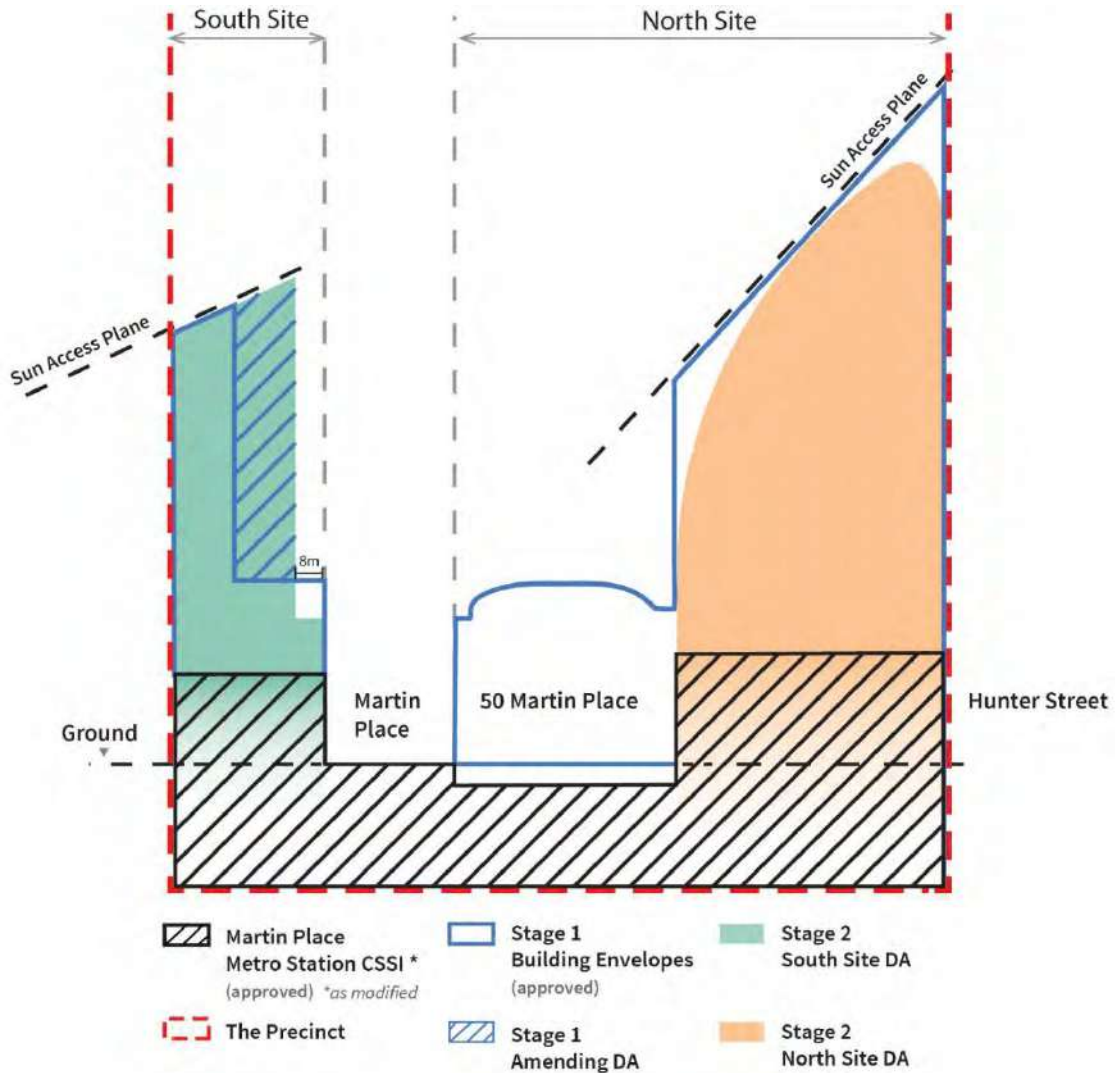 South Site
North Site
Sun Access Plane
Sun Access Plane
8m
Martin
Place
50 Martin Place
Hunter Street
Ground
Martin Place
Metro Station CSSI *
(approved) *as modified
Stage 1
Building Envelopes
(approved)
Stage 2
South Site DA
The Precinct
Stage 1
Amending DA
Stage 2
North Site DA